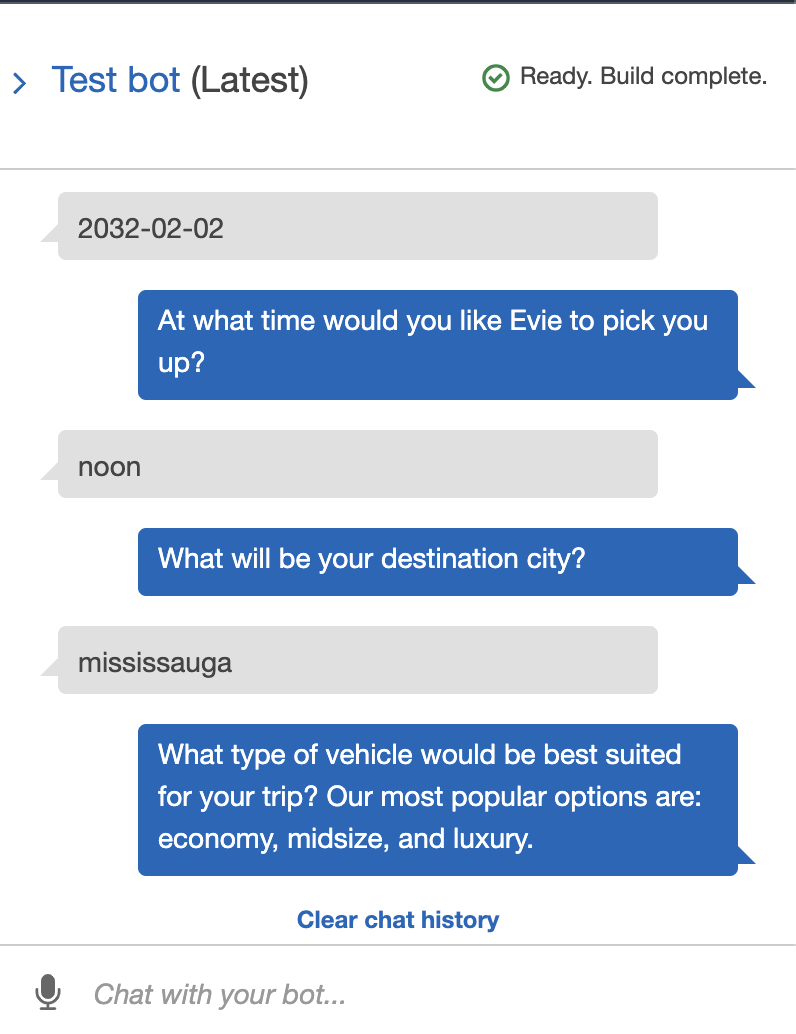 Test bot (Latest)
Ready. Build complete.
2032-02-02
At what time would you like Evie to pick you
up?
noon
What will be your destination city?
mississauga
What type of vehicle would be best suited
for your trip? Our most popular options are:
economy, midsize, and luxury.
Clear chat history
Chat with your bot...